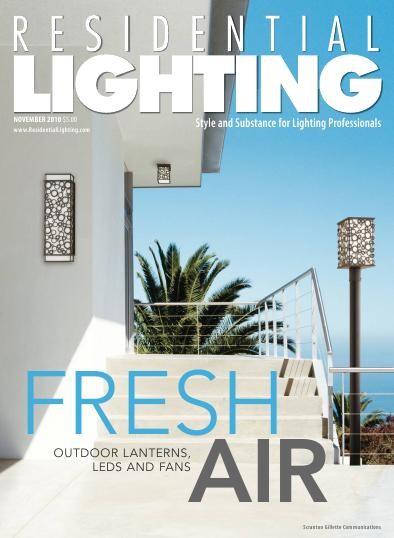 RESIDENTIAL
LIGHTING
NOVEMBER 2010 $5.00
Style and Substance for Lighting Professionals
www.ResidentialLighting.com
FRESH
AIR
OUTDOOR LANTERNS,
LEDS AND FANS
Scranton Gillette Communications